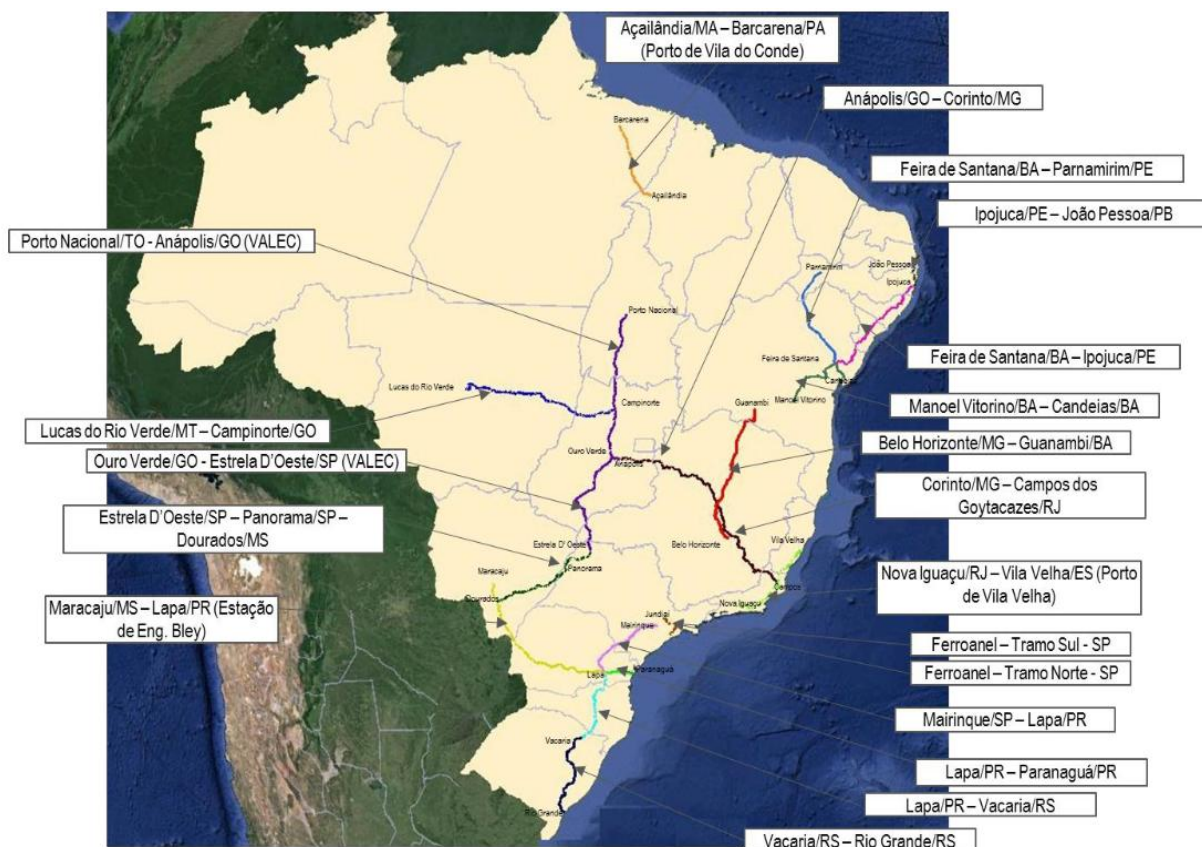 Açailândia/MA – Barcarena/PA
(Porto de Vila do Conde)
Anápolis/GO – Corinto/MG
Feira de Santana/BA – Parnamirim/PE
Ipojuca/PE – João Pessoa/PB
Porto Nacional/TO - Anápolis/GO (VALEC)
Feira de Santana/BA – Ipojuca/PE
Manoel Vitorino/BA – Candeias/BA
Lucas do Rio Verde/MT – Campinorte/GO
Belo Horizonte/MG – Guanambi/BA
Ouro Verde/GO - Estrela D'Oeste/SP (VALEC)
Corinto/MG – Campos dos
Goytacazes/RJ
Estrela D'Oeste/SP – Panorama/SP –
Dourados/MS
Nova Iguaçu/RJ – Vila Velha/ES (Porto
de Vila Velha)
Maracaju/MS – Lapa/PR (Estação
de Eng. Bley)
Ferroanel – Tramo Sul - SP
Ferroanel – Tramo Norte - SP
Mairinque/SP – Lapa/PR
Lapa/PR – Paranaguá/PR
Lapa/PR – Vacaria/RS
Vacaria/RS – Rio Grande/RS
Barcarena
Açailândia
Parnamirim
João Pessoa
Ipojuca
Porto Nacional
Feira de Santana
Manoel Vitorino
Lucas do Rio Verde
Campinorte
Guanambi
Ouro Verde
Anápolis
Estrela D' Oeste
Belo Horizonte
Vila Velha
Panorama
Maracaju
Dourados
Campos
Nova Iguaçu
Jundiaí
Meirinque
Lapa
Paranaguá
Vacaria
Rio Grande